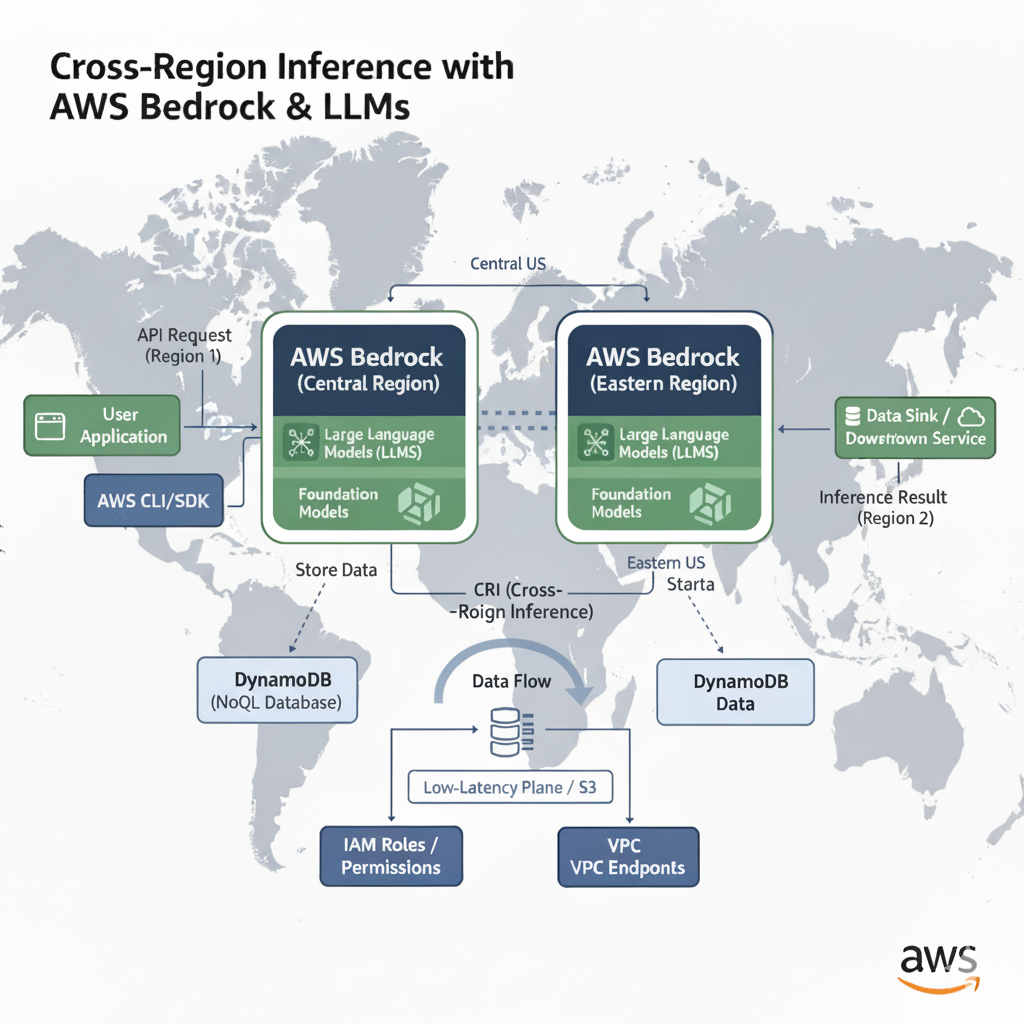 Cross-Region Inference with
AWS Bedrock & LLMs
Central US
API Request
(Region 1)
AWS Bedrock
(Central Region)
AWS Bedrock
(Eastern Region)
User
Application
Large Language
Models (LLMS)
Large Language
Models (LLMS)
Data Sink /
Downstrown Service
AWS CLI/SDK
Foundation
Models
Foundation
Models
Inference Result
(Region 2)
Store Data
Eastern US
Starta
CRI (Cross-
-Roign Inference)
DynamoDB
(NoQL Database)
Data Flow
DynamoDB
Data
Low-Latency Plane / S3
IAM Roles /
Permissions
VPC
VPC Endponts
aws